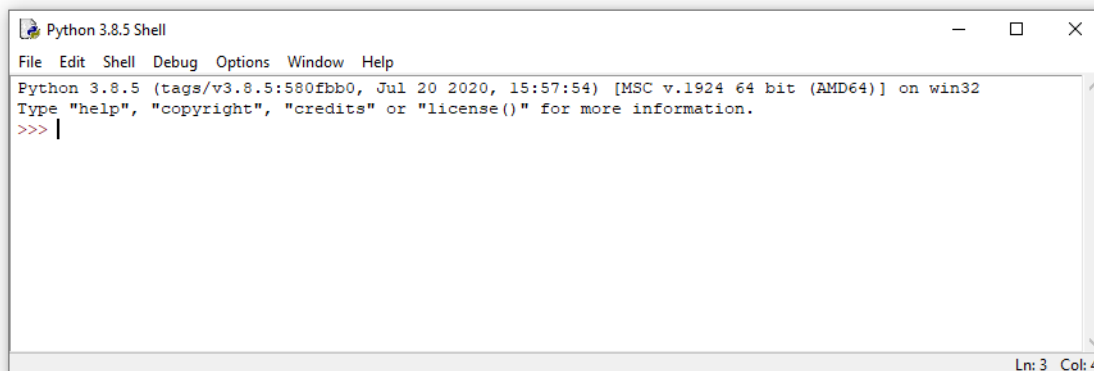 Python 3.8.5 Shell
File Edit Shell Debug Options Window Help
Python 3.8.5 (tags/v3.8.5:580fbb0, Jul 20 2020, 15:57:54) [MSC v.1924 64 bit (AMD64)] on win32
Type "help", "copyright", "credits" or "license()" for more information.
>>>
Ln: 3 Col: 4